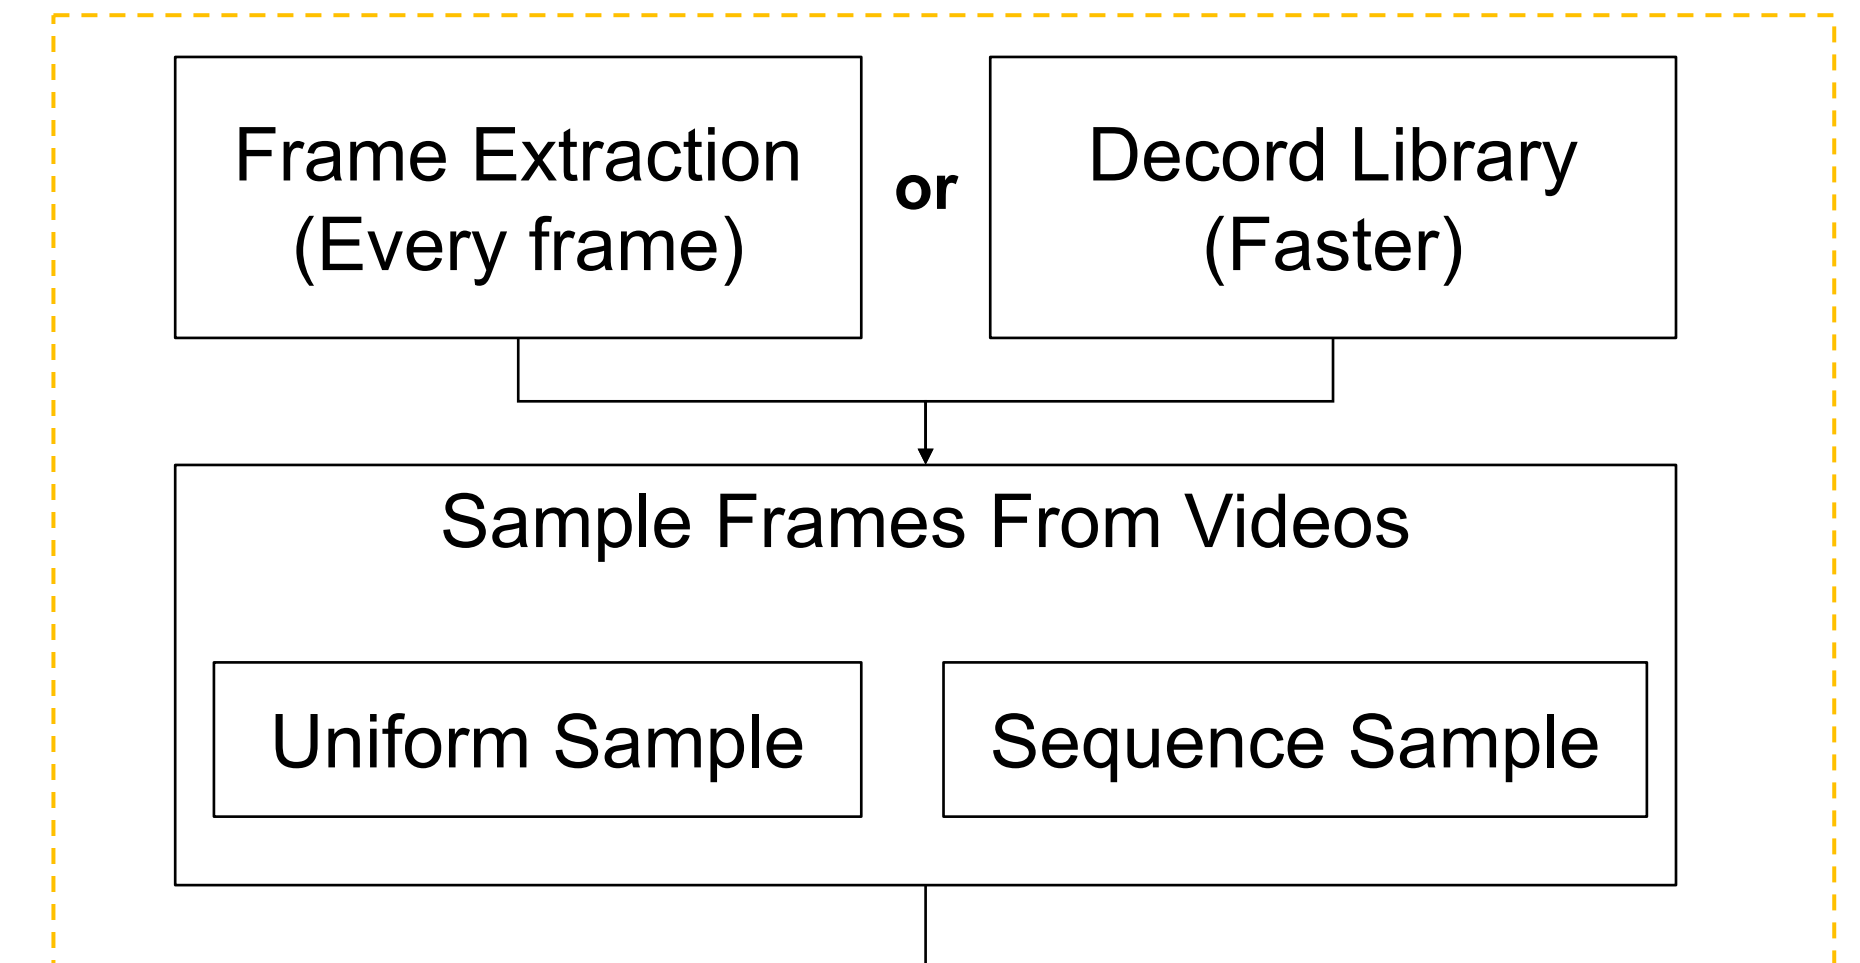 Frame Extraction
(Every frame)
or
Decord Library
(Faster)
Sample Frames From Videos
Uniform Sample
Sequence Sample